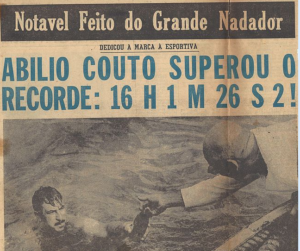 Notavel Feito do Grande Nadador
DEDICOU A MARCA A ESPORTIVA
ABILIO COUTO SUPEROU O
RECORDE: 16 H 1 M 26 S 2!